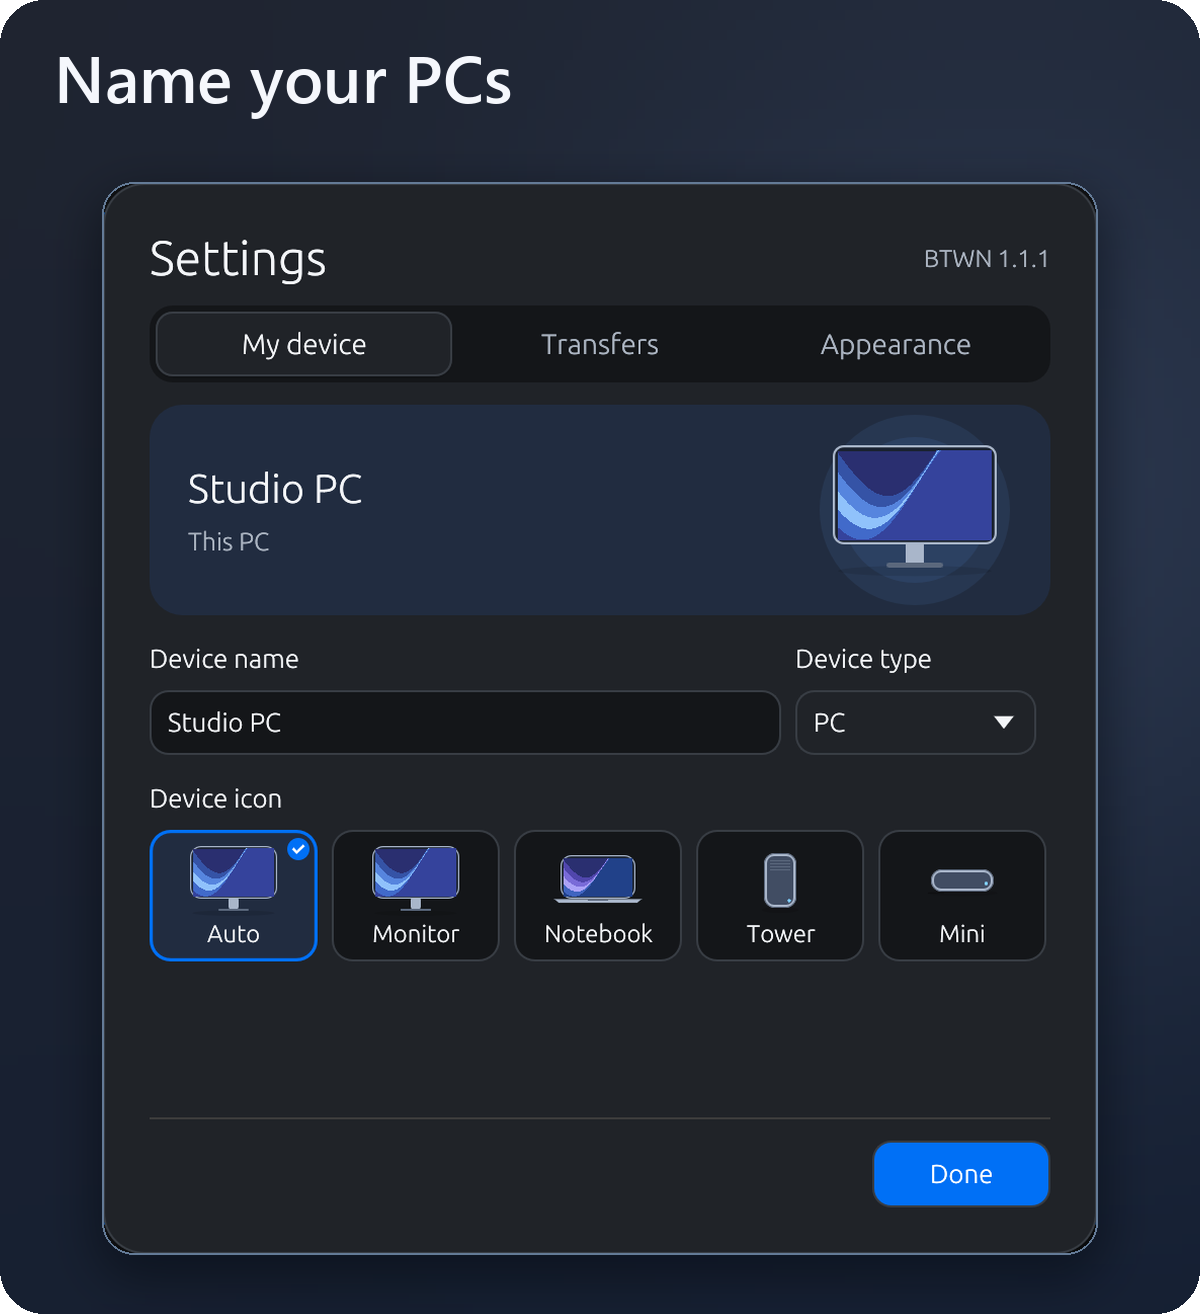 Name your PCs
Settings
BTWN 1.1.1
My device
Transfers
Appearance
Studio PC
This PC
Device name
Device type
Studio PC
PC
Device icon
Auto
Monitor
Notebook
Tower
Mini
Done